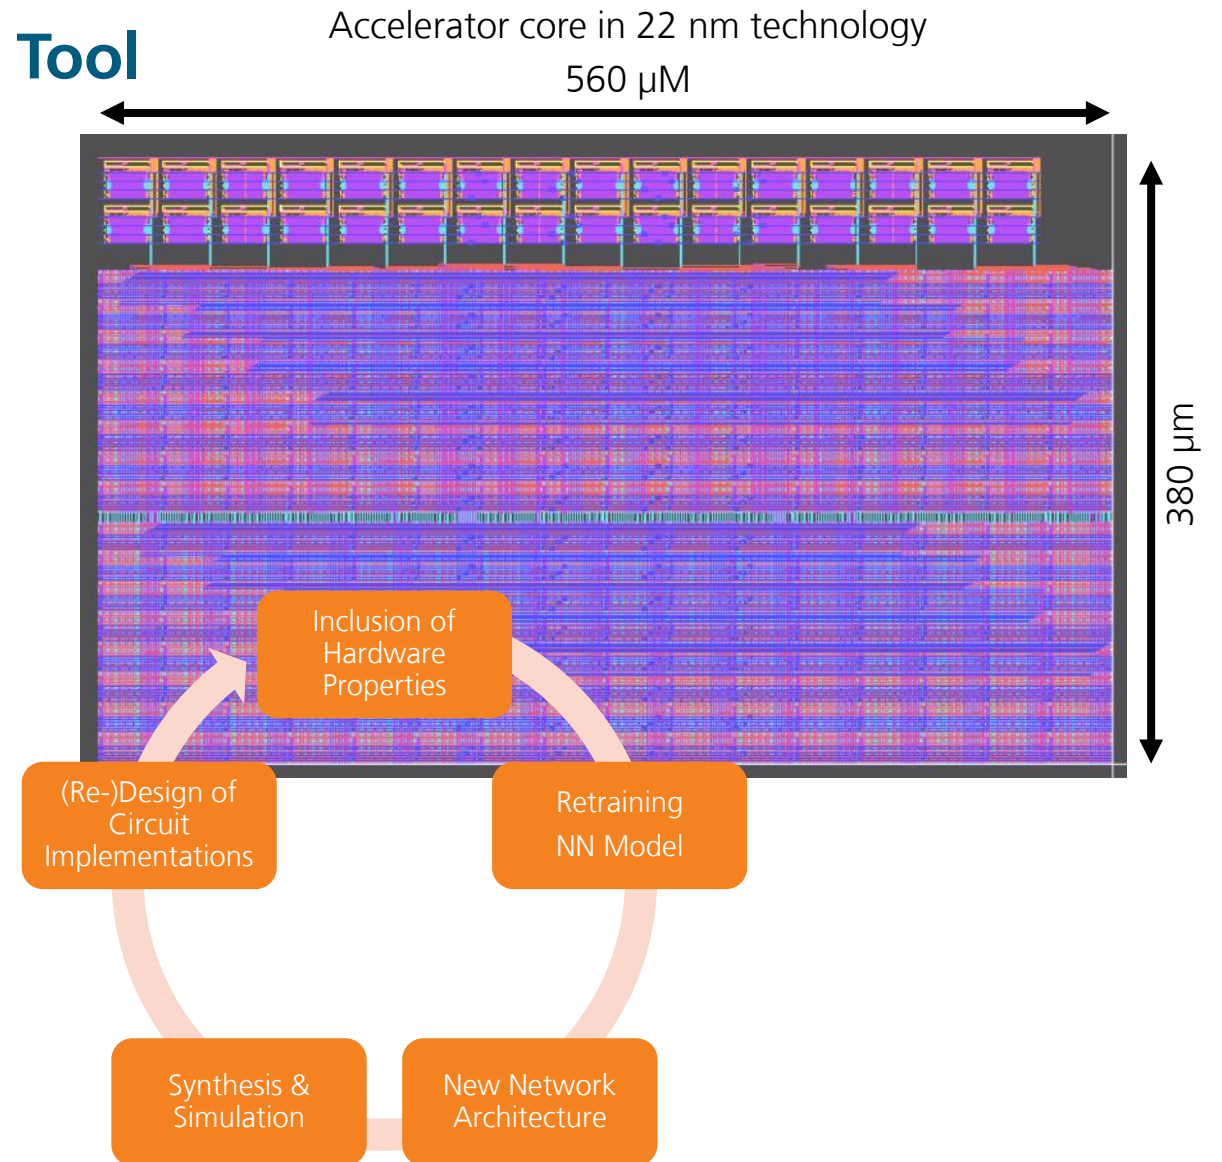 Tool
Accelerator core in 22 nm technology
560 µM
380 µm
Inclusion of
Hardware
Properties
(Re-)Design of
Circuit
Implementations
Retraining
NN Model
Synthesis &
Simulation
New Network
Architecture